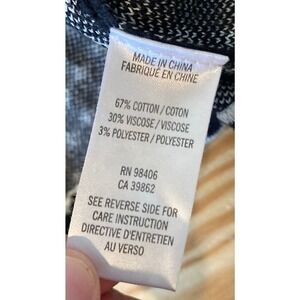 MADE IN CHINA
FABRIQUÉ EN CHINE
67% COTTON / COTON
30% VISCOSE / VISCOSE
3% POLYESTER / POLYESTER
RN 98406
CA 39862
SEE REVERSE SIDE FOR
CARE INSTRUCTION
DIRECTIVE D'ENTRETIEN
AU VERSO